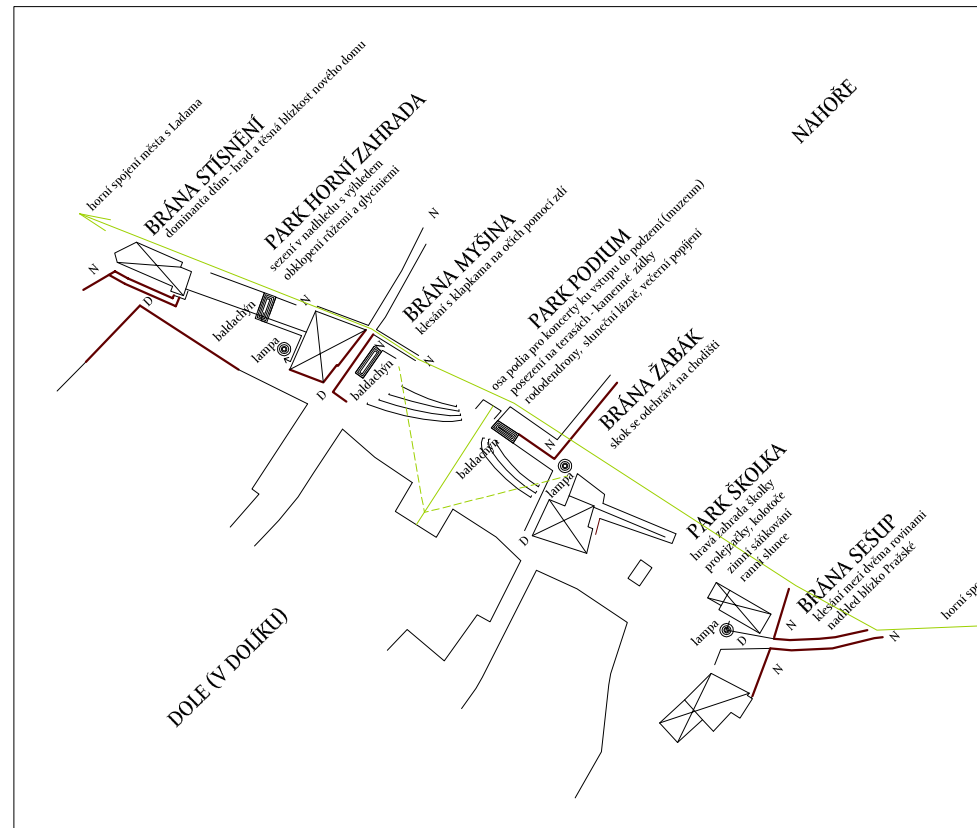 NAHOŘE
horní spojení města s Ladama
BRÁNA STÍSNĚNÍ
dominanta dům - hrad a těsná blízkost nového domu
PARK HORNÍ ZAHRADA
sezení v nadhledu s výhledem
obklopení růžemi a glyciniemi
BRÁNA MYŠINA
klesání s klapkama na očích pomocí zdí
osa podia pro koncerty ku vstupu do podzemí (muzeum)
PARK PODIUM
posezení na terasách - kamenné zídky
rododendrony, sluneční lázně, večerní popíjení
BRÁNA ŽABÁK
skok se odehrává na chodišti
PARK ŠKOLKA
hravá zahrada školky
prolejzačky, kolotoče
zimní sáňkování
ranní slunce
BRÁNA SEŠUP
klesání mezi dvěma rovinami
nadhled blízko Pražské
horní spo
N
D
baldachýn
lampa
N
N
D
N
baldachýn
N
baldachýn
N
lampa
D
lampa
D
N
N
N
DOLE (V DOLÍKU)